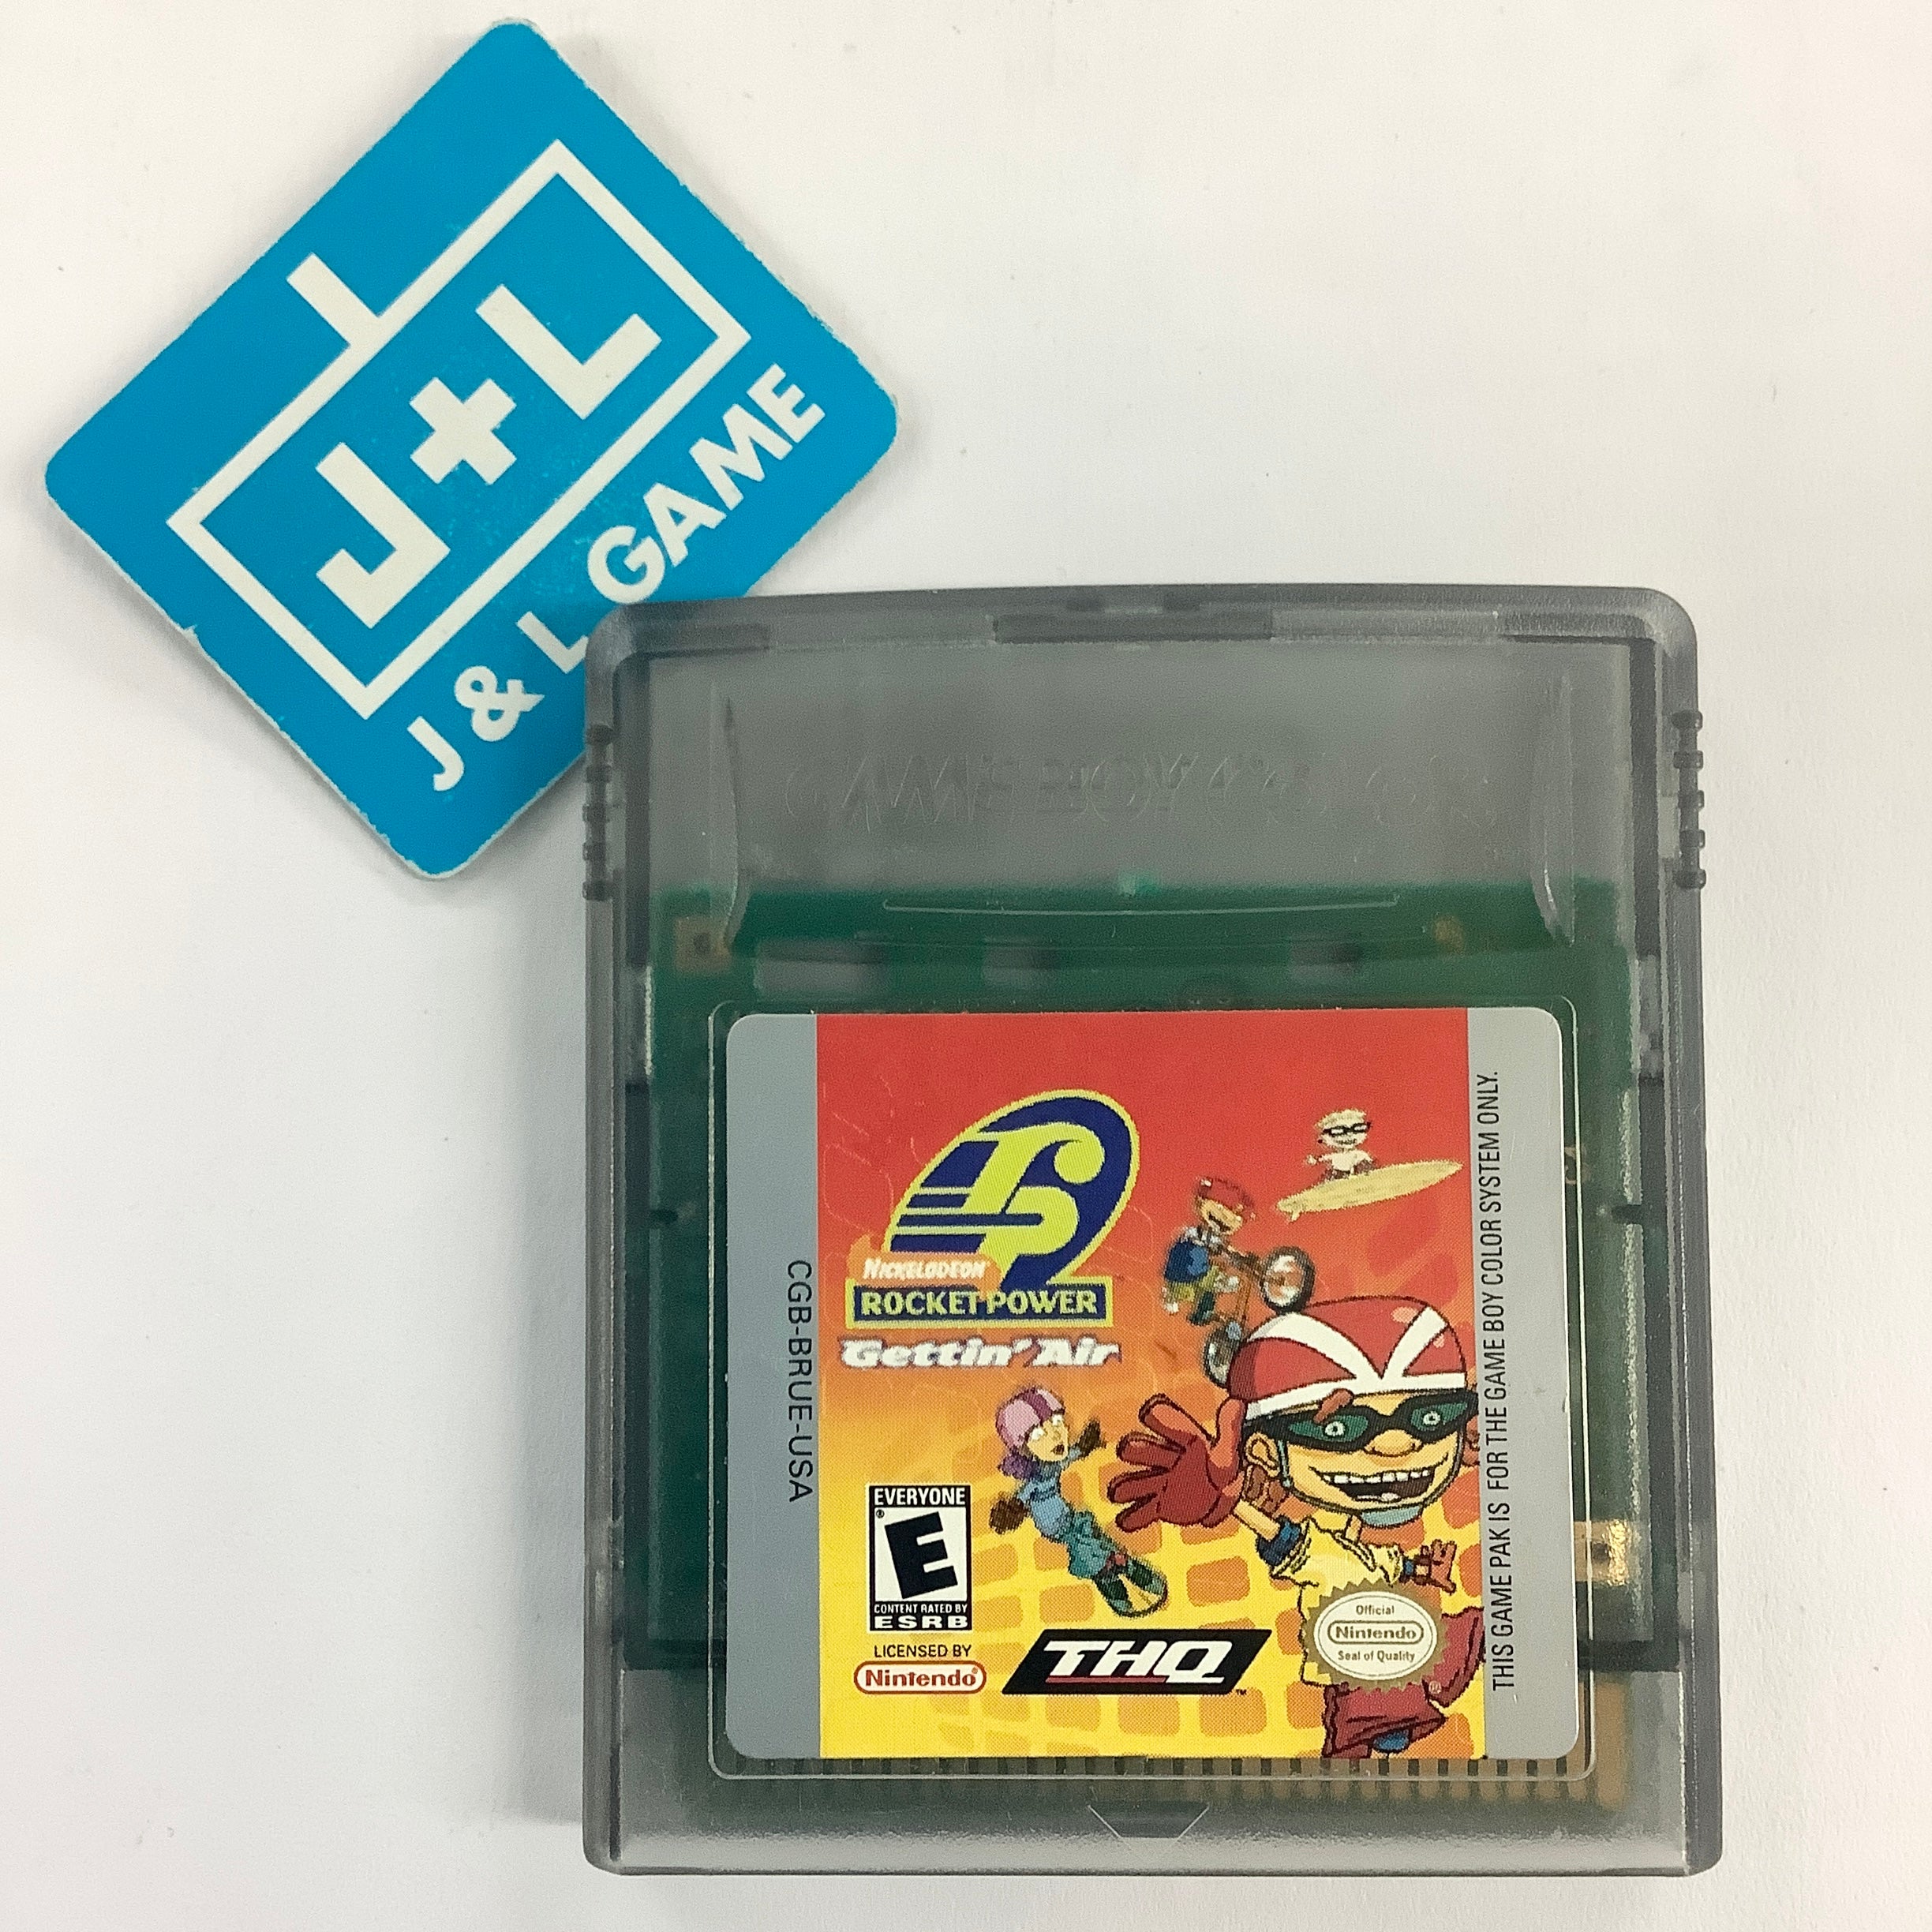 J+L
J & L GAME
GAME BOY COLOR
NICKELODEON
ROCKET POWER
Gettin' Air
CGB-BRUE-USA
THIS GAME PAK IS FOR THE GAME BOY COLOR SYSTEM ONLY.
EVERYONE
E
CONTENT RATED BY
ESRB
LICENSED BY
Nintendo®
THQ™
Official
Nintendo
Seal of Quality